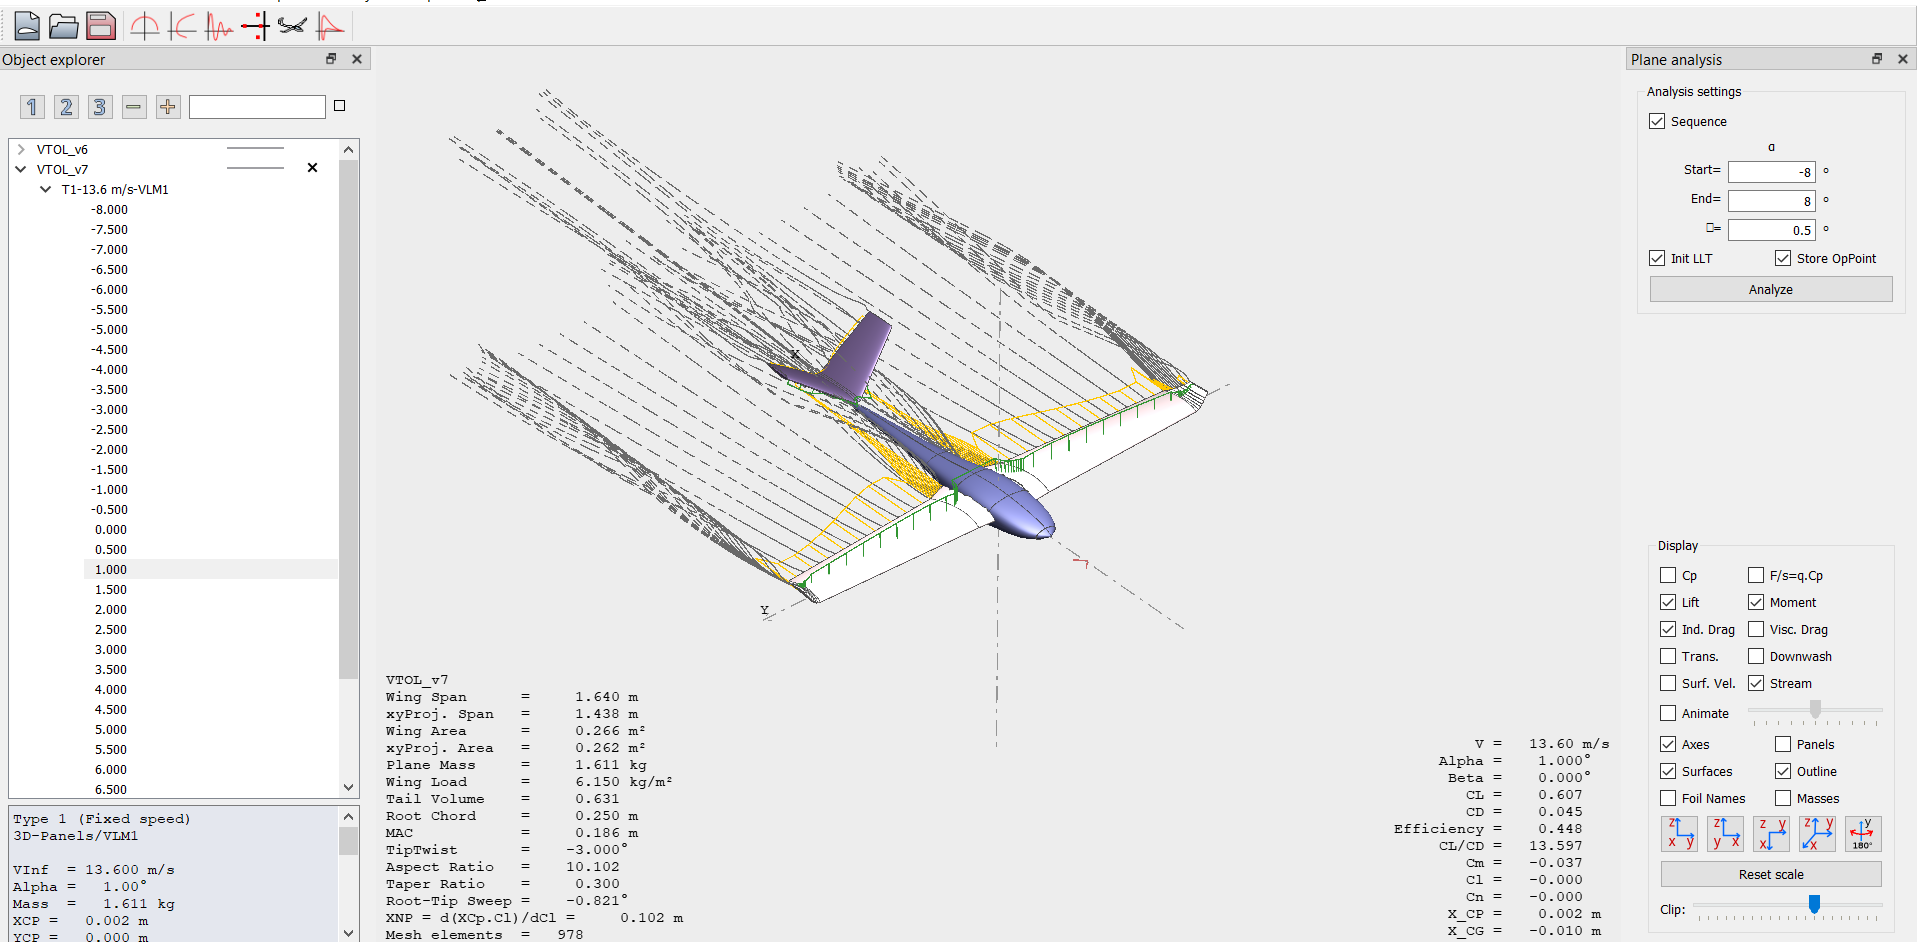 Object explorer
1 2 3
VTOL_v6
VTOL_v7
T1-13.6 m/s-VLM1
-8.000
-7.500
-7.000
-6.500
-6.000
-5.500
-5.000
-4.500
-4.000
-3.500
-3.000
-2.500
-2.000
-1.500
-1.000
-0.500
0.000
0.500
1.000
1.500
2.000
2.500
3.000
3.500
4.000
4.500
5.000
5.500
6.000
6.500
Type 1 (Fixed speed)
3D-Panels/VLM1
VInf = 13.600 m/s
Alpha = 1.00°
Mass = 1.611 kg
XCP = 0.002 m
YCP = 0.000 m
X
Y
VTOL_v7
Wing Span = 1.640 m
xyProj. Span = 1.438 m
Wing Area = 0.266 m²
xyProj. Area = 0.262 m²
Plane Mass = 1.611 kg
Wing Load = 6.150 kg/m²
Tail Volume = 0.631
Root Chord = 0.250 m
MAC = 0.186 m
TipTwist = -3.000°
Aspect Ratio = 10.102
Taper Ratio = 0.300
Root-Tip Sweep = -0.821°
XNP = d(XCp.Cl)/dCl = 0.102 m
Mesh elements = 978
V = 13.60 m/s
Alpha = 1.000°
Beta = 0.000°
CL = 0.607
CD = 0.045
Efficiency = 0.448
CL/CD = 13.597
Cm = -0.037
Cl = -0.000
Cn = -0.000
X_CP = 0.002 m
X_CG = -0.010 m
Plane analysis
Analysis settings
Sequence
α
Start= -8 °
End= 8 °
□= 0.5 °
Init LLT Store OpPoint
Analyze
Display
Cp F/s=q.Cp
Lift Moment
Ind. Drag Visc. Drag
Trans. Downwash
Surf. Vel. Stream
Animate
Axes Panels
Surfaces Outline
Foil Names Masses
z x y z y x z y x z y x y 180°
Reset scale
Clip: